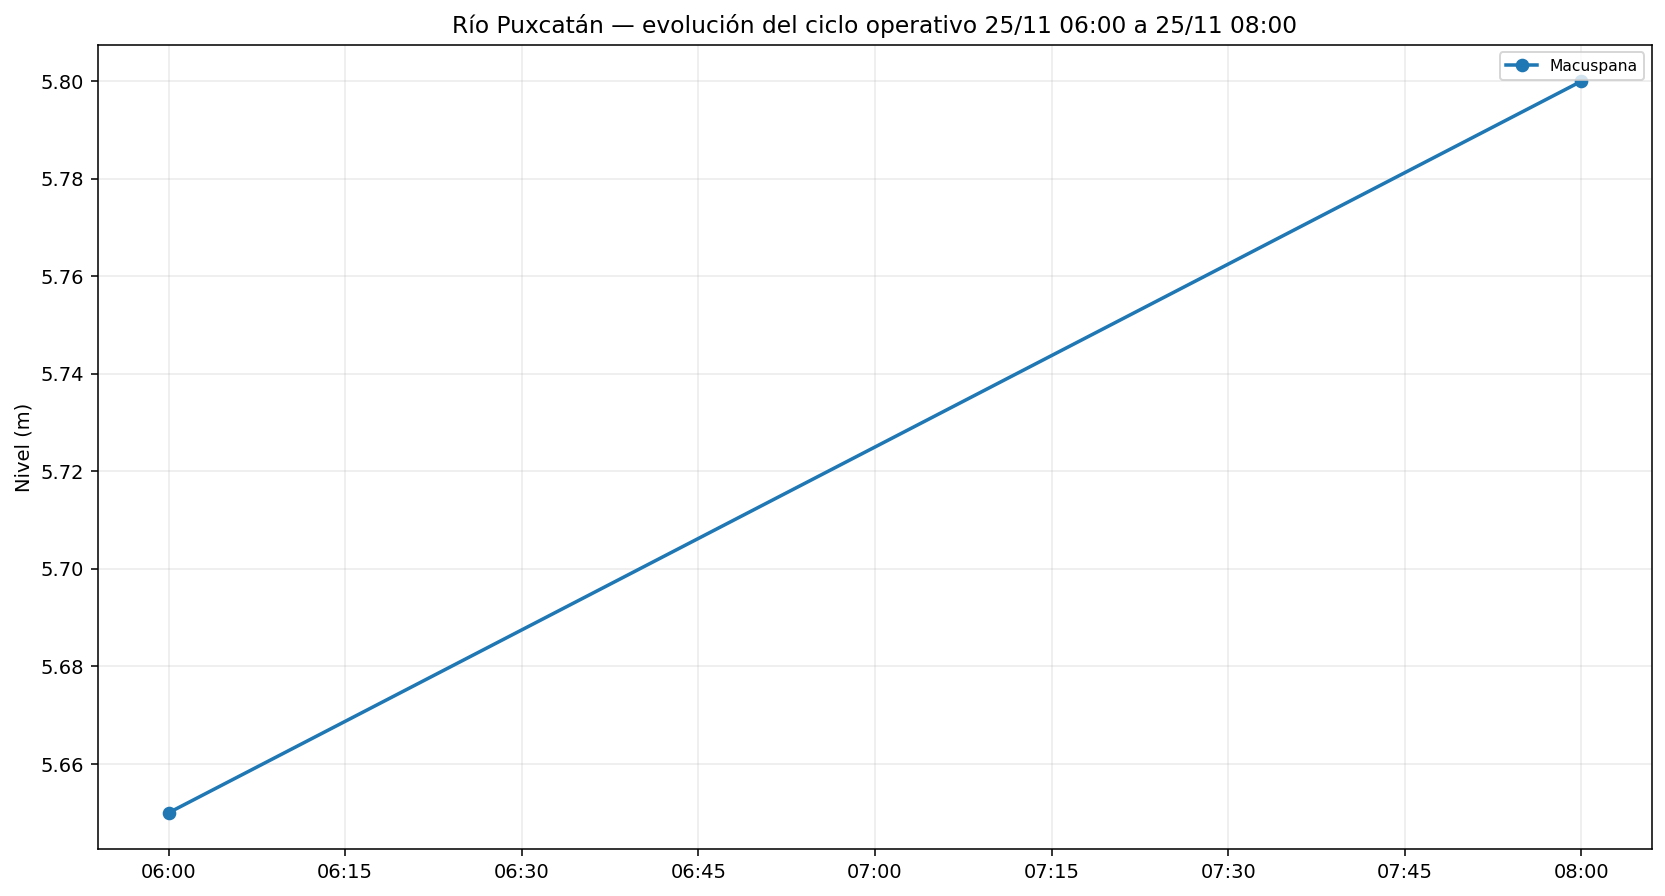 Río Puxcatán — evolución del ciclo operativo 25/11 06:00 a 25/11 08:00
Macuspana
Nivel (m)
5.80
5.78
5.76
5.74
5.72
5.70
5.68
5.66
06:00 06:15 06:30 06:45 07:00 07:15 07:30 07:45 08:00